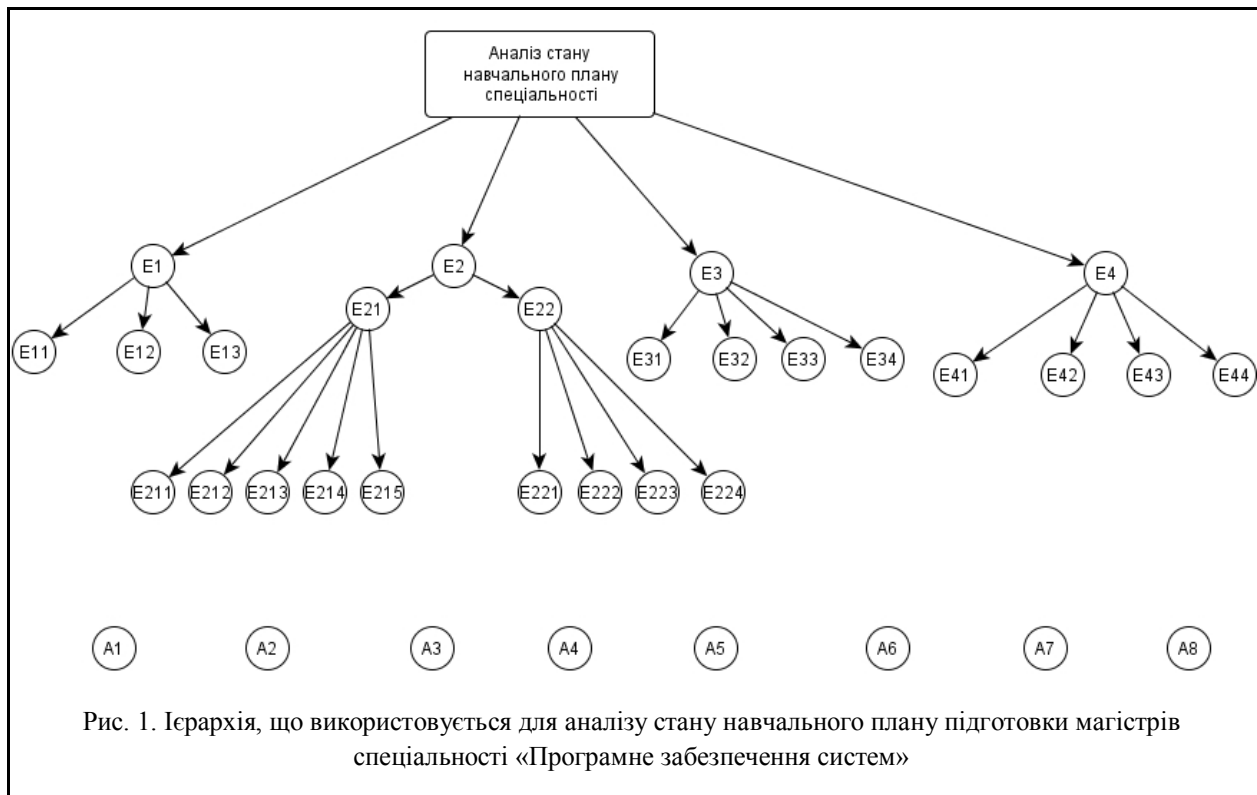 Аналіз стану
навчального плану
спеціальності
E1
E2
E3
E4
E21
E22
E11
E12
E13
E31
E32
E33
E34
E41
E42
E43
E44
E211
E212
E213
E214
E215
E221
E222
E223
E224
A1
A2
A3
A4
A5
A6
A7
A8
Рис. 1. Ієрархія, що використовується для аналізу стану навчального плану підготовки магістрів
спеціальності «Програмне забезпечення систем»